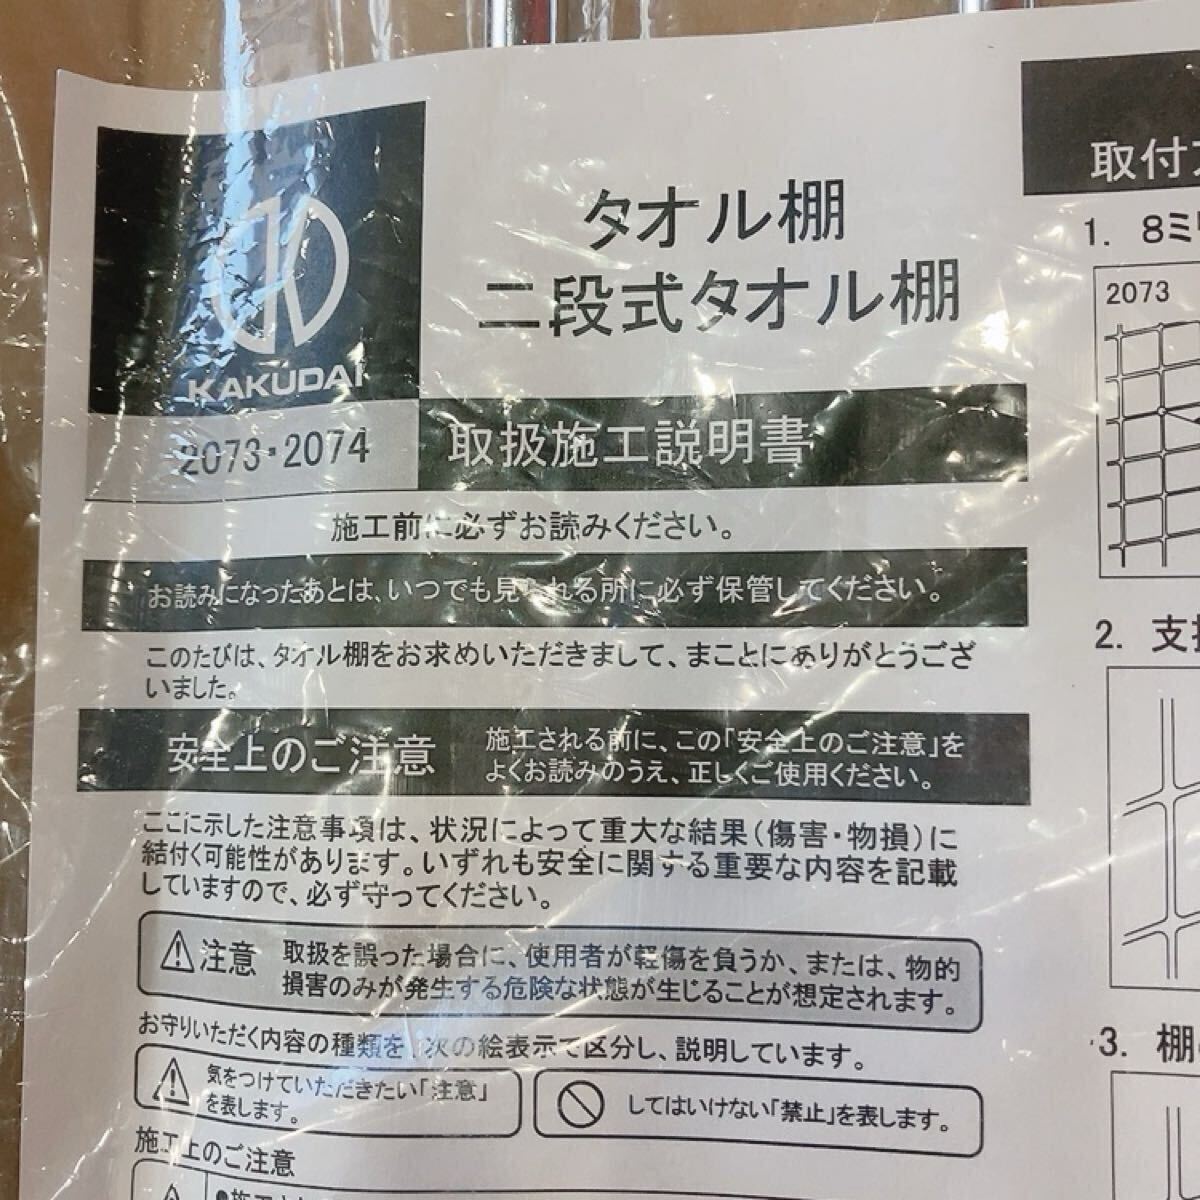 KAKUDAI
タオル棚
二段式タオル棚
2073・2074
取扱施工説明書
施工前に必ずお読みください。
お読みになったあとは、いつでも見られる所に必ず保管してください。
このたびは、タオル棚をお求めいただきまして、まことにありがとうござ
いました。
安全上のご注意
施工される前に、この「安全上のご注意」を
よくお読みのうえ、正しくご使用ください。
ここに示した注意事項は、状況によって重大な結果(傷害・物損)に
結付く可能性があります。いずれも安全に関する重要な内容を記載
していますので、必ず守ってください。
注意
取扱を誤った場合に、使用者が軽傷を負うか、または、物的
損害のみが発生する危険な状態が生じることが想定されます。
お守りいただく内容の種類を、次の絵表示で区分し、説明しています。
気をつけていただきたい「注意」
を表します。
してはいけない「禁止」を表します。
施工上のご注意
取付
1. 8ミリ
2073
2. 支
3. 棚